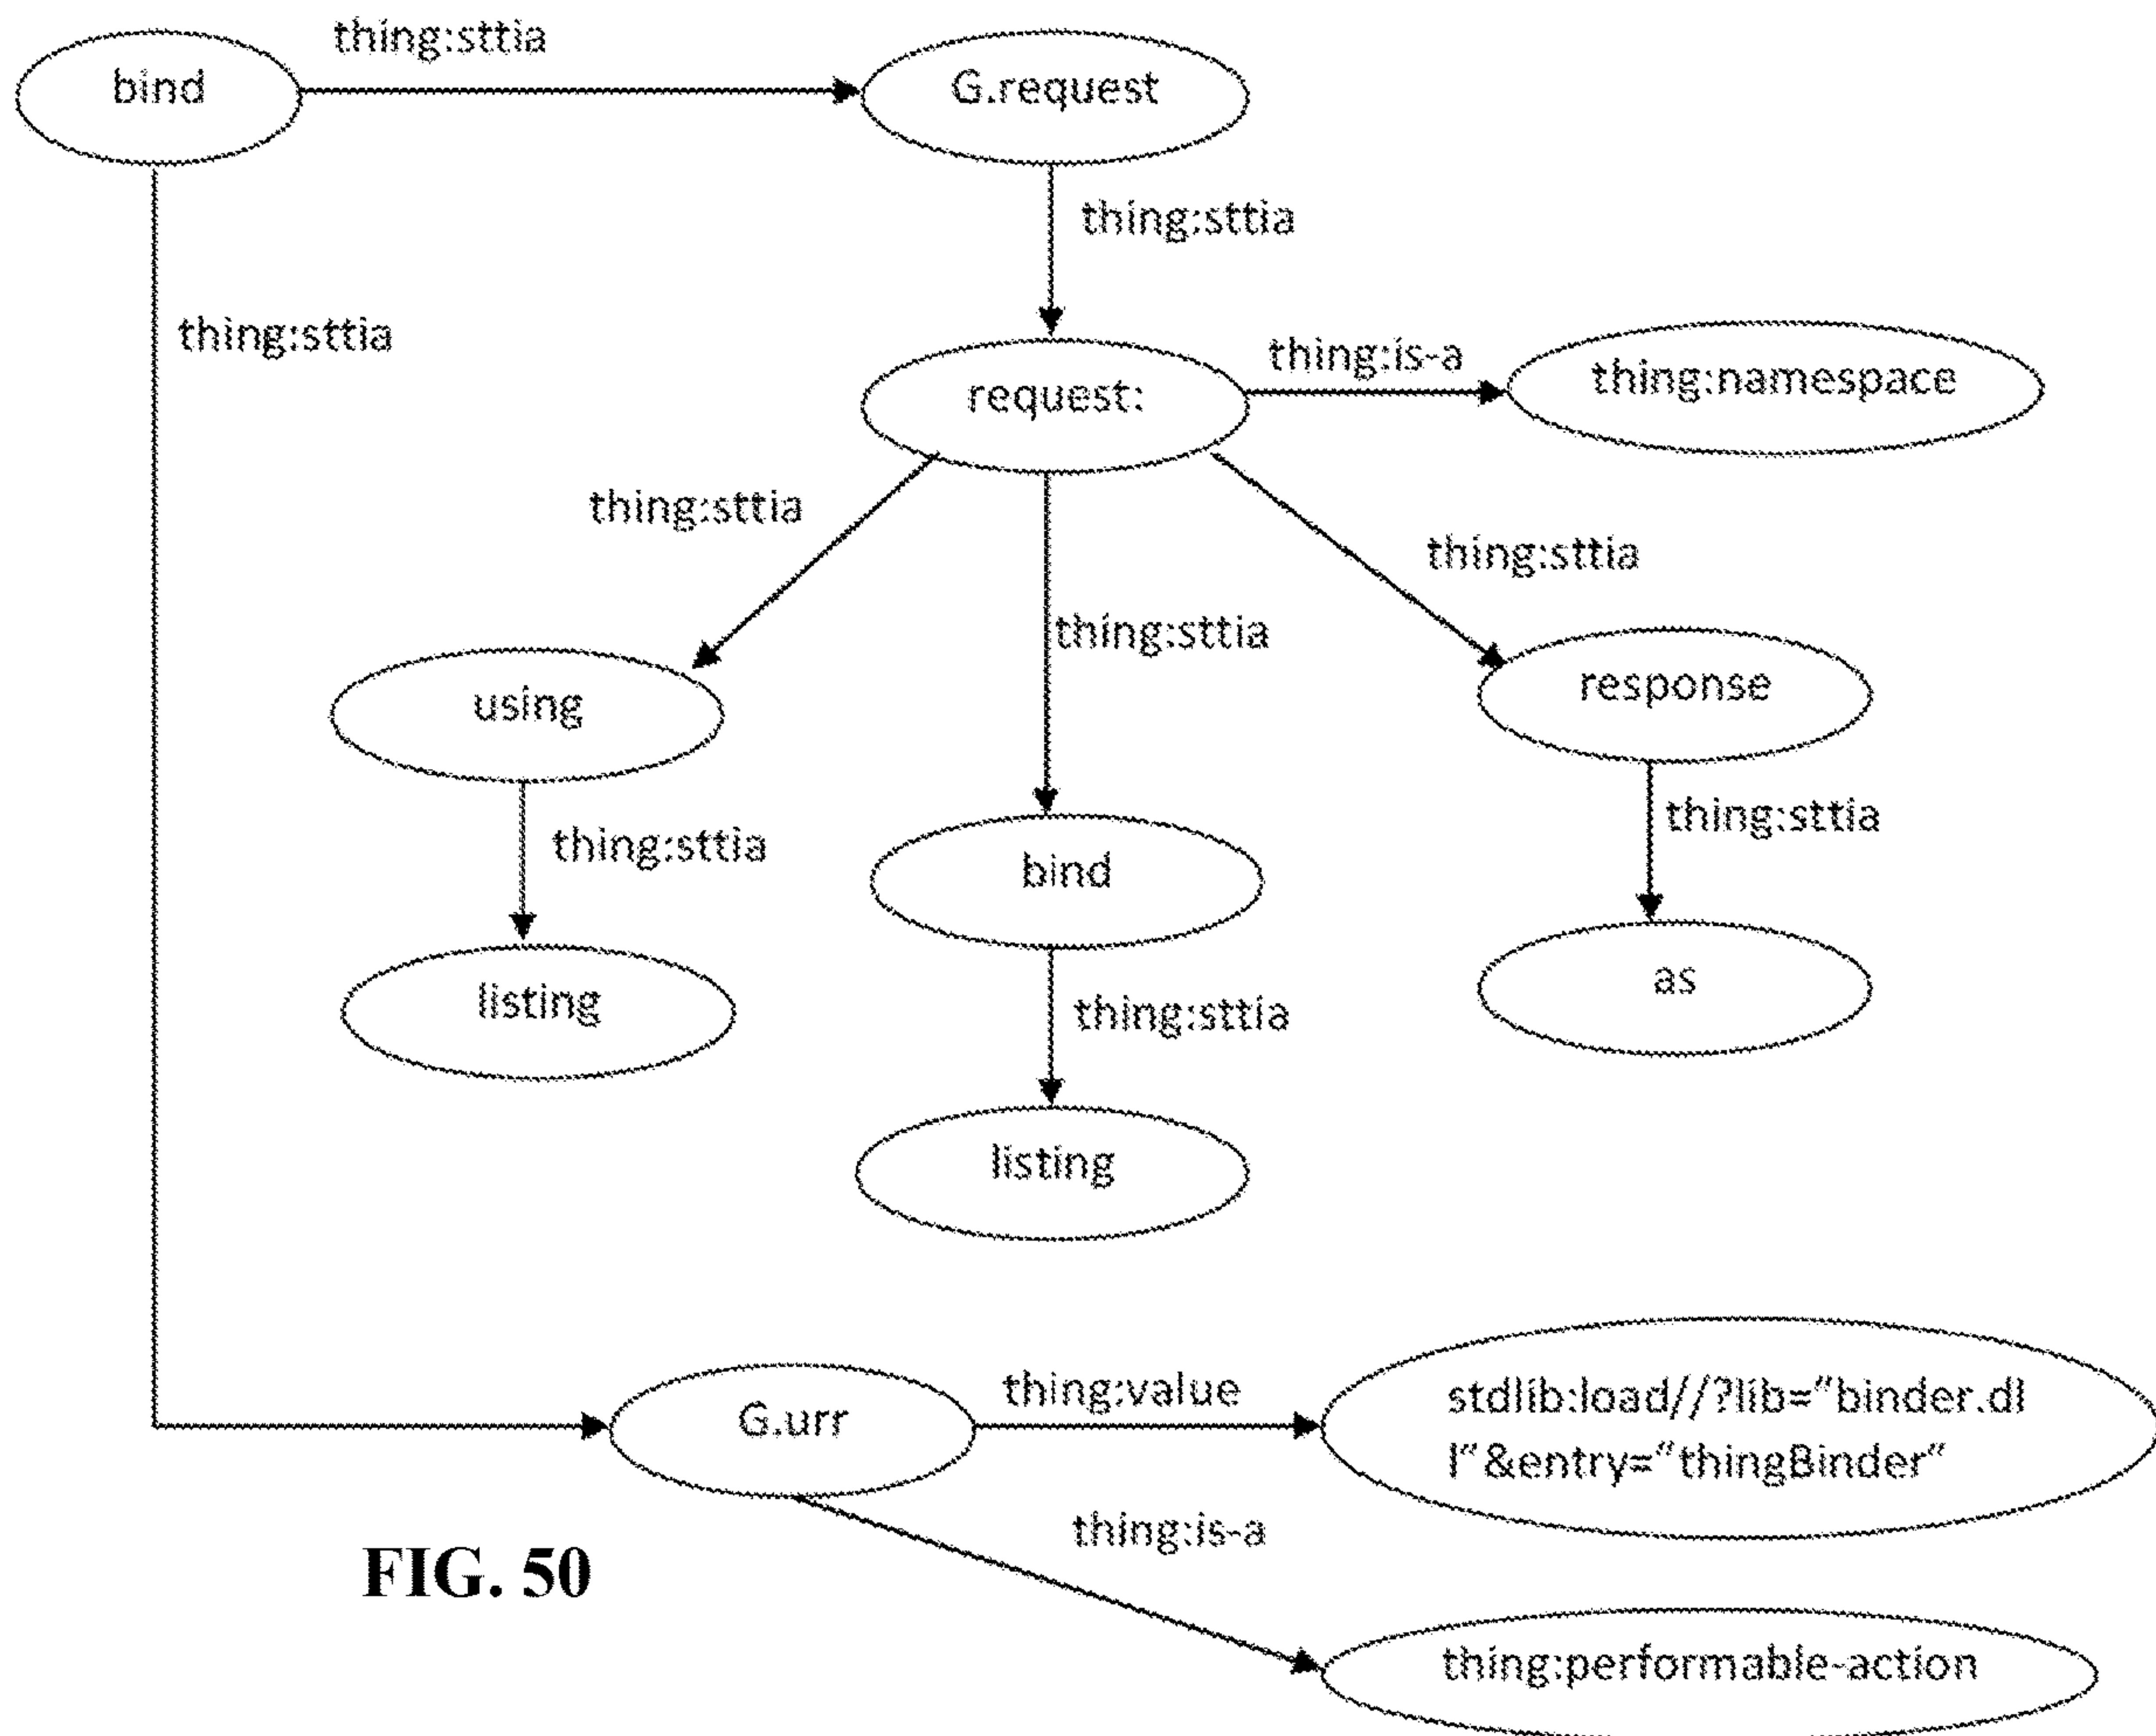 thing:sttia
bind
G.request
thing:sttia
thing:sttia
thing:is-a
thing:namespace
request:
thing:sttia
thing:sttia
thing:sttia
response
using
thing:sttia
thing:sttia
bind
as
listing
thing:sttia
listing
thing:value
stdlib:load//?lib="binder.dl
l"&entry="thingBinder"
G.urr
thing:is-a
FIG. 50
thing:performable-action